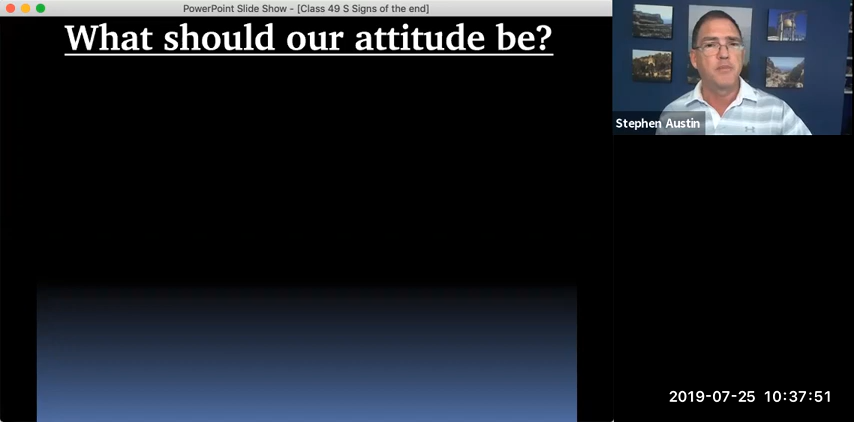 PowerPoint Slide Show - [Class 49 S Signs of the end]
What should our attitude be?
Stephen Austin
2019-07-25 10:37:51